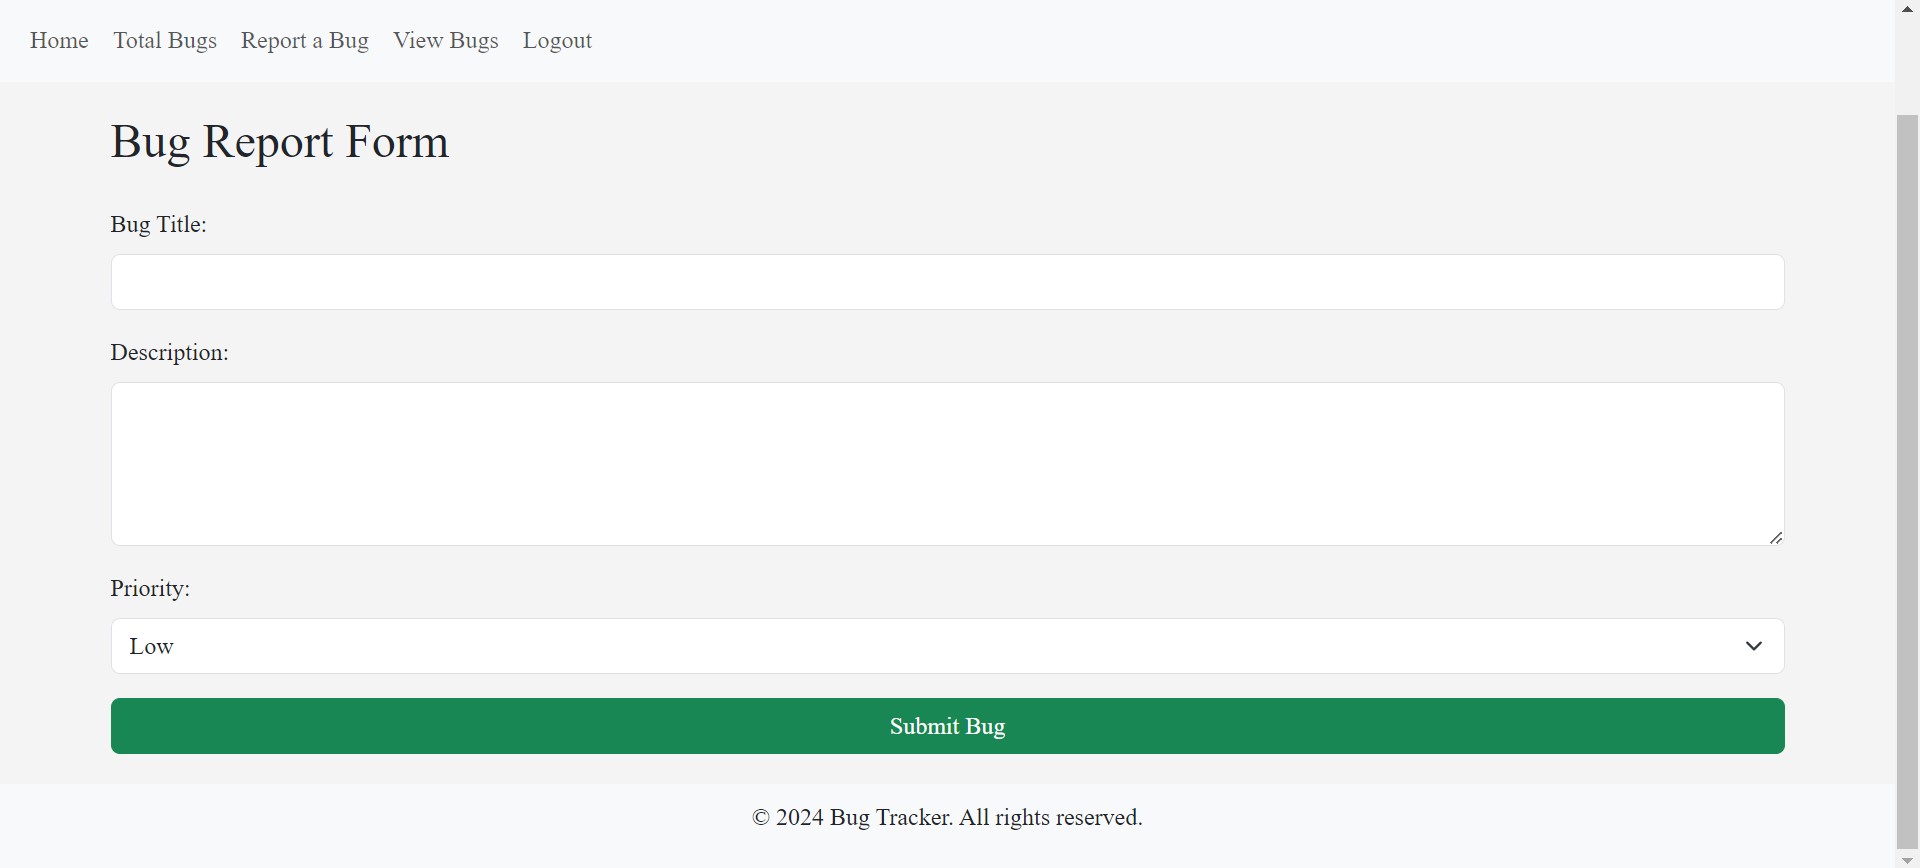 Home Total Bugs Report a Bug View Bugs Logout
Bug Report Form
Bug Title:
Description:
Priority:
Low
Submit Bug
© 2024 Bug Tracker. All rights reserved.